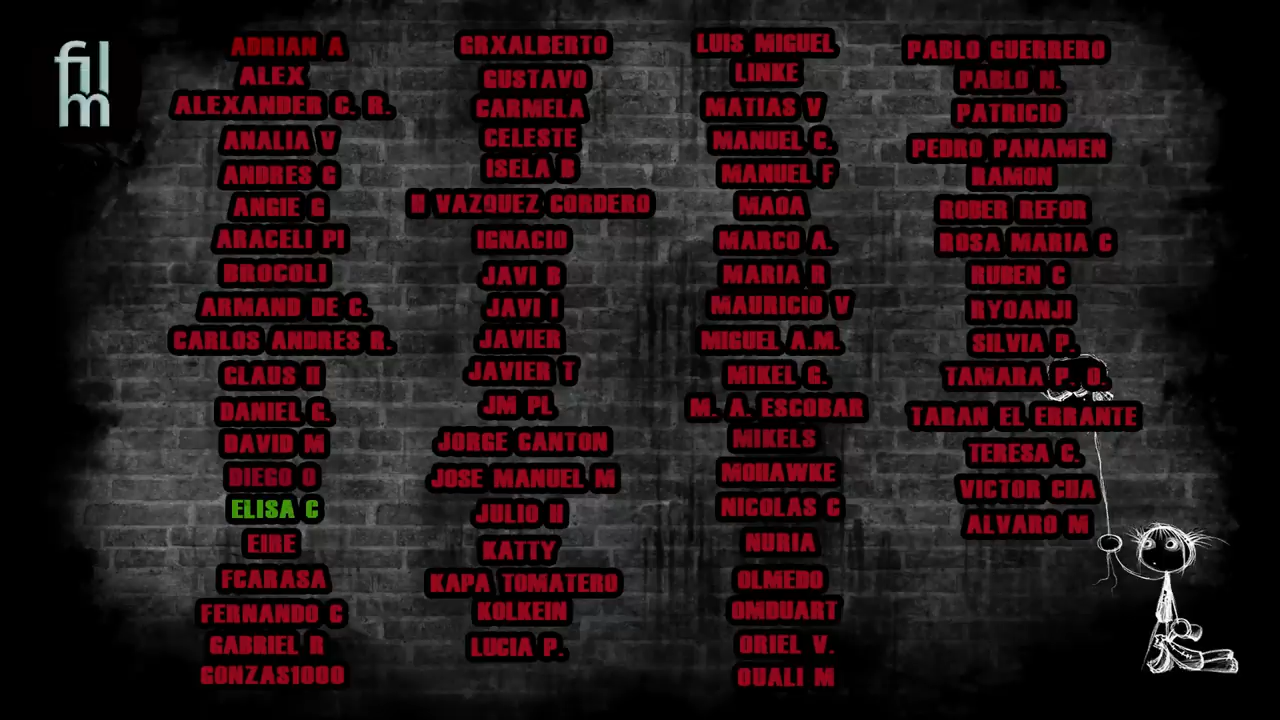 film
ADRIAN A
ALEX
ALEXANDER C. R.
ANALIA V
ANDRES G
ANGIE G
ARACELI PI
BROCOLI
ARMAND DE C.
CARLOS ANDRES R.
CLAUS H
DANIEL G.
DAVID M
DIEGO O
ELISA C
EIRE
FCARASA
FERNANDO C
GABRIEL R
GONZAS1000
GRXALBERTO
GUSTAVO
CARMELA
CELESTE
ISELA B
H VAZQUEZ CORDERO
IGNACIO
JAVI B
JAVI I
JAVIER
JAVIER T
JM PL
JORGE CANTON
JOSE MANUEL M
JULIO H
KATTY
KAPA TOMATERO
KOLKEIN
LUCIA P.
LUIS MIGUEL
LINKE
MATIAS V
MANUEL C.
MANUEL F
MAOA
MARCO A.
MARIA R
MAURICIO V
MIGUEL A.M.
MIKEL G.
M. A. ESCOBAR
MIKELS
MOHAWKE
NICOLAS C
NURIA
OLMEDO
OMDUART
ORIEL V.
OUALI M
PABLO GUERRERO
PABLO N.
PATRICIO
PEDRO PANAMEN
RAMON
ROBER REFOR
ROSA MARIA C
RUBEN C
RYOANJI
SILVIA P.
TAMARA P. O.
TARAN EL ERRANTE
TERESA C.
VICTOR CHA
ALVARO M